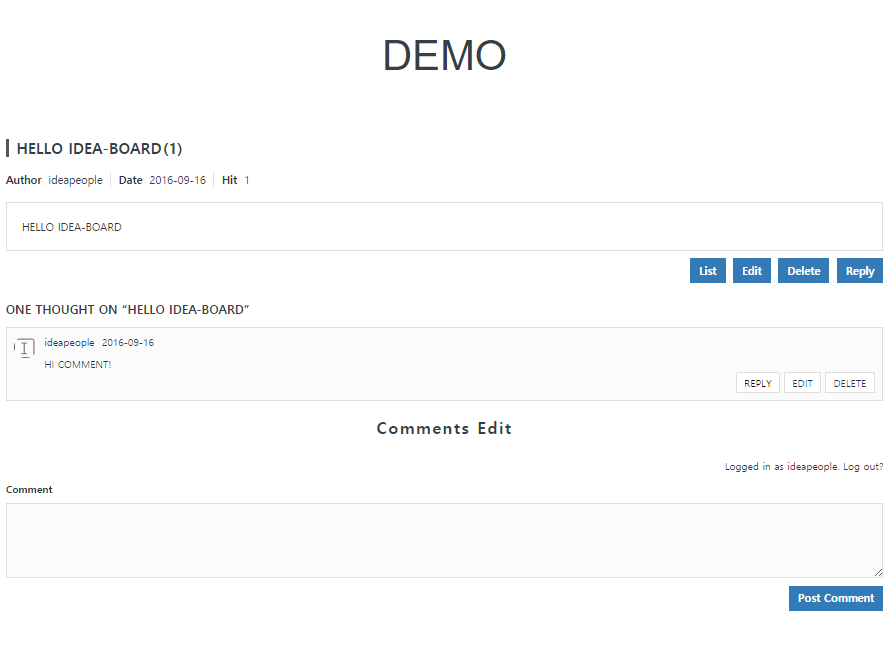 DEMO
HELLO IDEA-BOARD(1)
Author ideapeople Date 2016-09-16 Hit 1
HELLO IDEA-BOARD
List Edit Delete Reply
ONE THOUGHT ON “HELLO IDEA-BOARD”
I
ideapeople 2016-09-16
HI COMMENT!
REPLY EDIT DELETE
Comments Edit
Logged in as ideapeople. Log out?
Comment
Post Comment